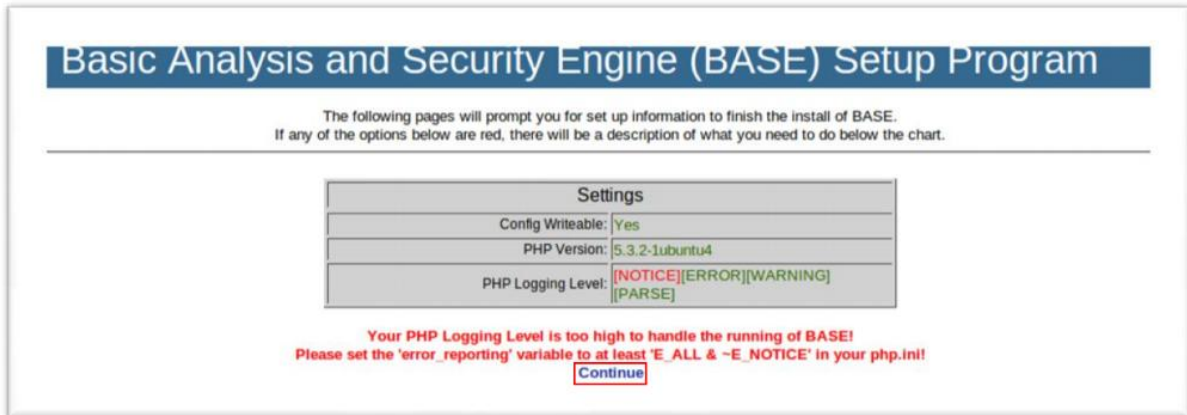 Basic Analysis and Security Engine (BASE) Setup Program
The following pages will prompt you for set up information to finish the install of BASE.
If any of the options below are red, there will be a description of what you need to do below the chart.
Settings
Config Writeable: Yes
PHP Version: 5.3.2-1ubuntu4
PHP Logging Level: [NOTICE][ERROR][WARNING]
[PARSE]
Your PHP Logging Level is too high to handle the running of BASE!
Please set the 'error_reporting' variable to at least 'E_ALL & ~E_NOTICE' in your php.ini!
Continue